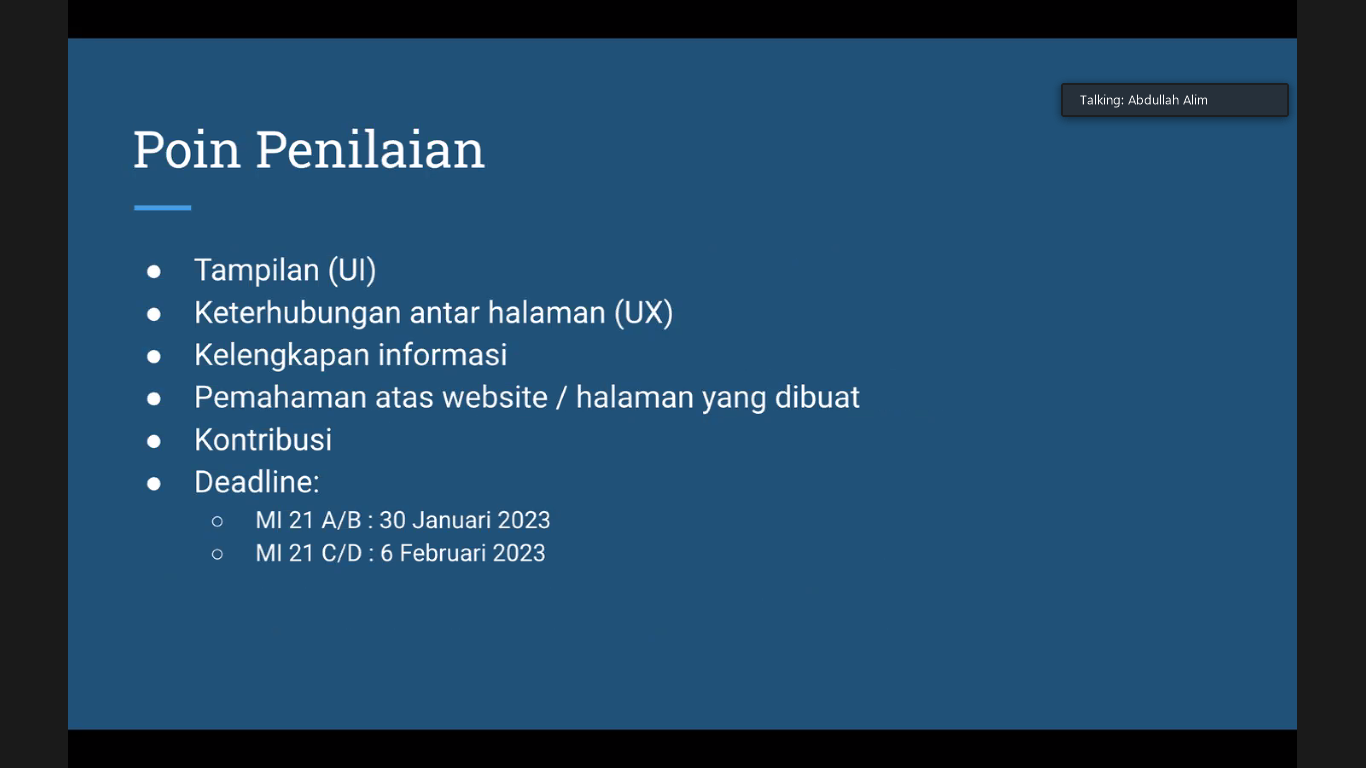 Talking: Abdullah Alim
Poin Penilaian
● Tampilan (UI)
● Keterhubungan antar halaman (UX)
● Kelengkapan informasi
● Pemahaman atas website / halaman yang dibuat
● Kontribusi
● Deadline:
○ MI 21 A/B : 30 Januari 2023
○ MI 21 C/D : 6 Februari 2023